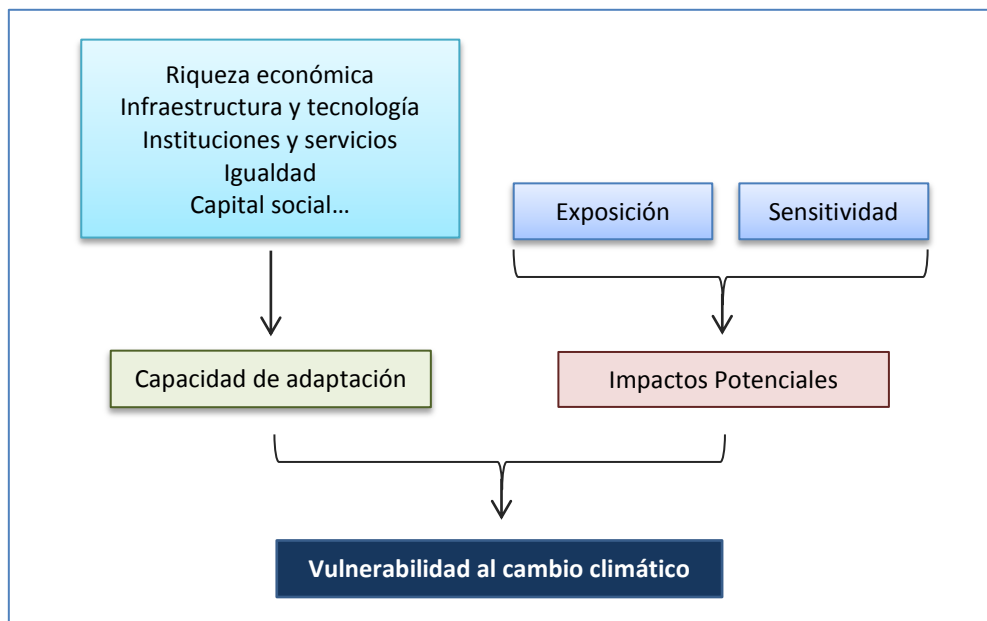 Riqueza económica
Infraestructura y tecnología
Instituciones y servicios
Igualdad
Capital social…
Exposición
Sensitividad
Capacidad de adaptación
Impactos Potenciales
Vulnerabilidad al cambio climático